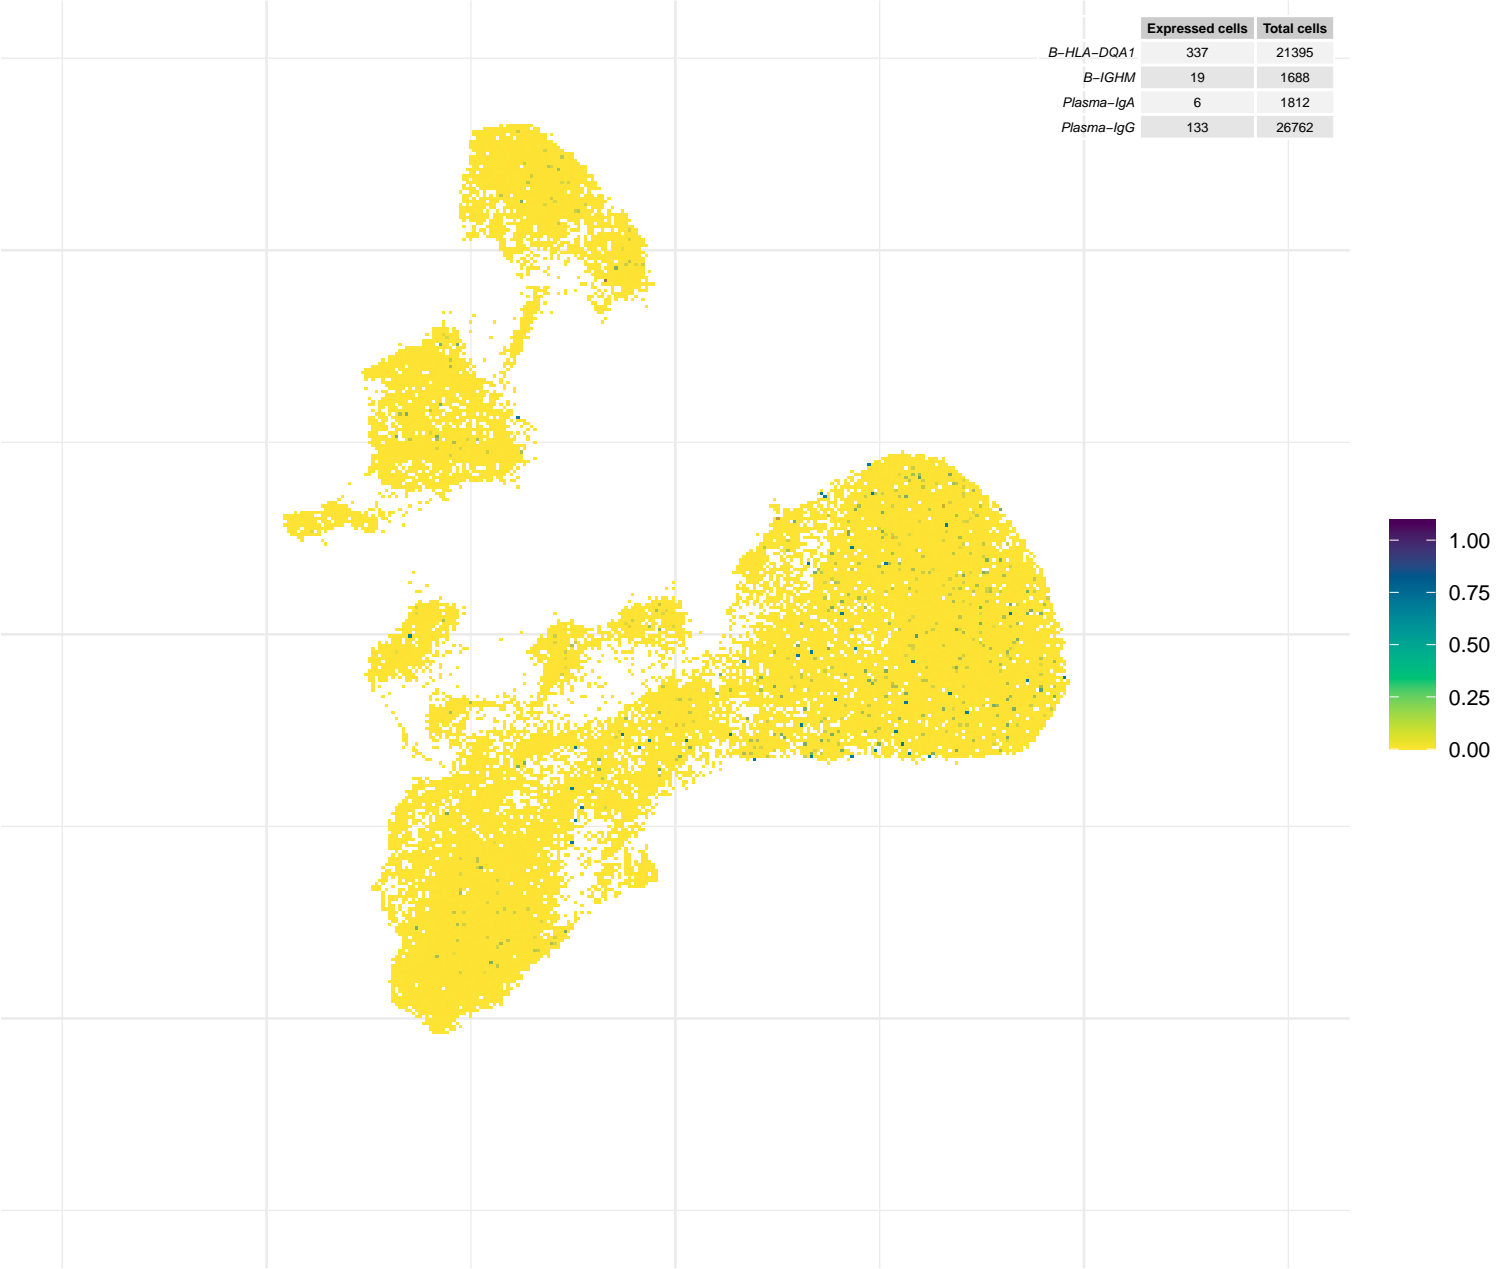 Expressed cells Total cells
B−HLA−DQA1 337 21395
B−IGHM 19 1688
Plasma−IgA 6 1812
Plasma−IgG 133 26762
1.00
0.75
0.50
0.25
0.00